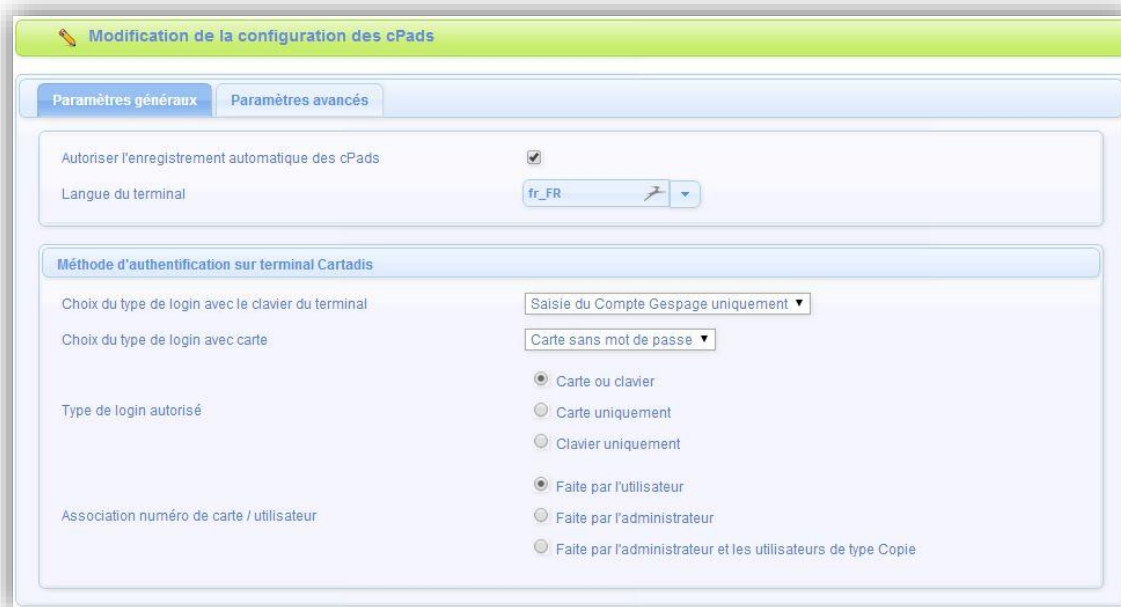 Modification de la configuration des cPads
Paramètres généraux
Paramètres avancés
Autoriser l'enregistrement automatique des cPads
Langue du terminal
fr_FR
Méthode d'authentification sur terminal Cartadis
Choix du type de login avec le clavier du terminal
Saisie du Compte Gespage uniquement
Choix du type de login avec carte
Carte sans mot de passe
Type de login autorisé
Carte ou clavier
Carte uniquement
Clavier uniquement
Association numéro de carte / utilisateur
Faite par l'utilisateur
Faite par l'administrateur
Faite par l'administrateur et les utilisateurs de type Copie